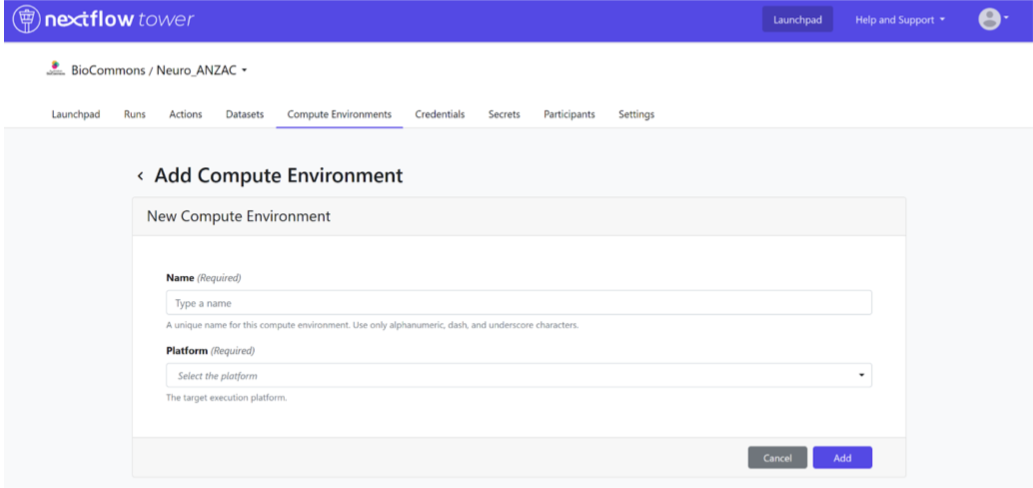 nextflow tower
Launchpad Help and Support
BioCommons / Neuro_ANZAC
Launchpad Runs Actions Datasets Compute Environments Credentials Secrets Participants Settings
Add Compute Environment
New Compute Environment
Name (Required)
Type a name
A unique name for this compute environment. Use only alphanumeric, dash, and underscore characters.
Platform (Required)
Select the platform
The target execution platform.
Cancel Add